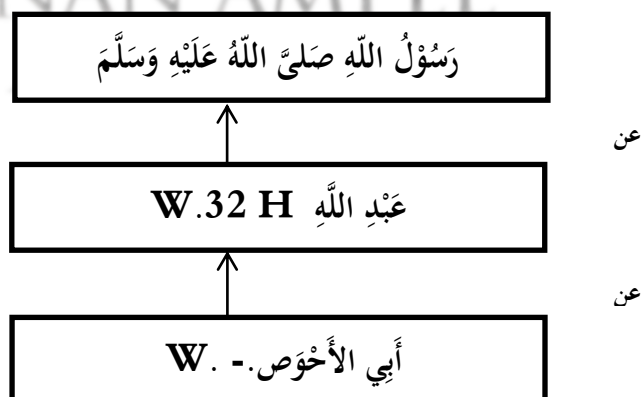 رَسُوْلُ اللّهِ صَلىَّ اللّهُ عَلَيْهِ وَسَلَّمَ
عن
عَبْدِ اللَّهِ W.32 H
عن
أَبِي الأَحْوَص.- .W